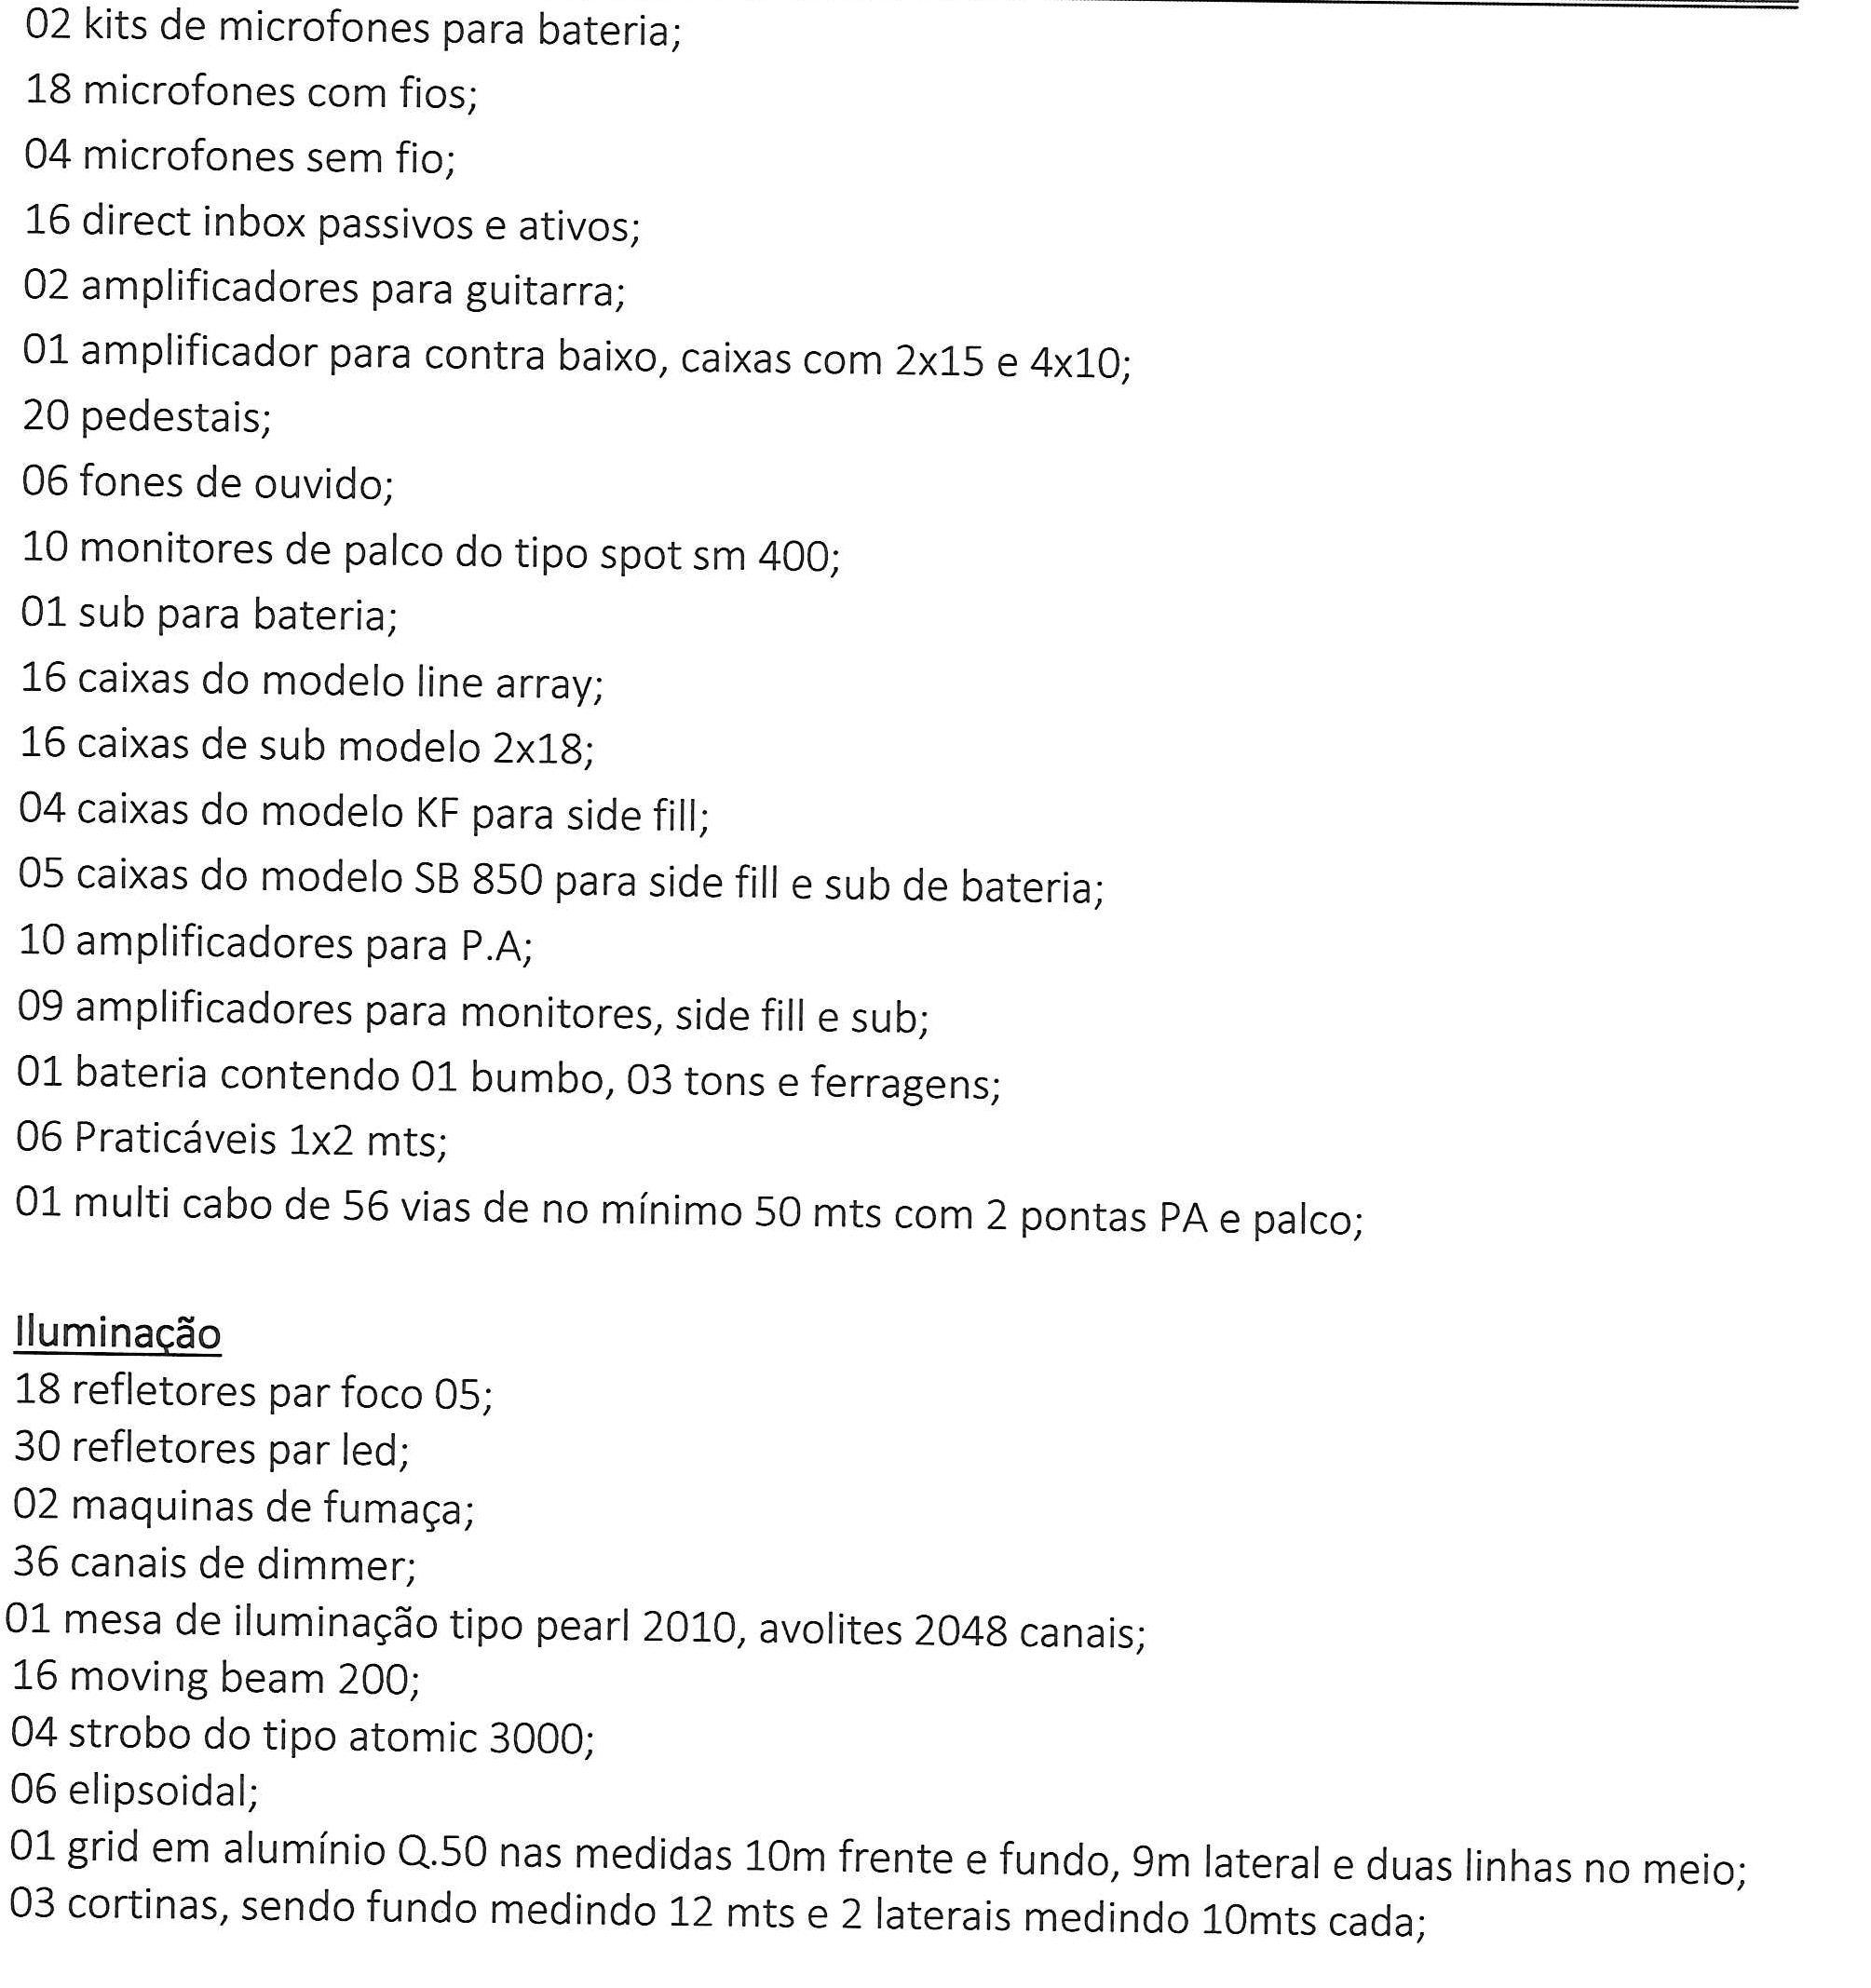 02 kits de microfones para bateria;
18 microfones com fios;
04 microfones sem fio;
16 direct inbox passivos e ativos;
02 amplificadores para guitarra;
01 amplificador para contra baixo, caixas com 2x15 e 4x10;
20 pedestais;
06 fones de ouvido;
10 monitores de palco do tipo spot sm 400;
01 sub para bateria;
16 caixas do modelo line array;
16 caixas de sub modelo 2x18;
04 caixas do modelo KF para side fill;
05 caixas do modelo SB 850 para side fill e sub de bateria;
10 amplificadores para P.A;
09 amplificadores para monitores, side fill e sub;
01 bateria contendo 01 bumbo, 03 tons e ferragens;
06 Praticáveis 1x2 mts;
01 multi cabo de 56 vias de no mínimo 50 mts com 2 pontas PA e palco;
Iluminação
18 refletores par foco 05;
30 refletores par led;
02 maquinas de fumaça;
36 canais de dimmer;
01 mesa de iluminação tipo pearl 2010, avolites 2048 canais;
16 moving beam 200;
04 strobo do tipo atomic 3000;
06 elipsoidal;
01 grid em alumínio Q.50 nas medidas 10m frente e fundo, 9m lateral e duas linhas no meio;
03 cortinas, sendo fundo medindo 12 mts e 2 laterais medindo 10mts cada;